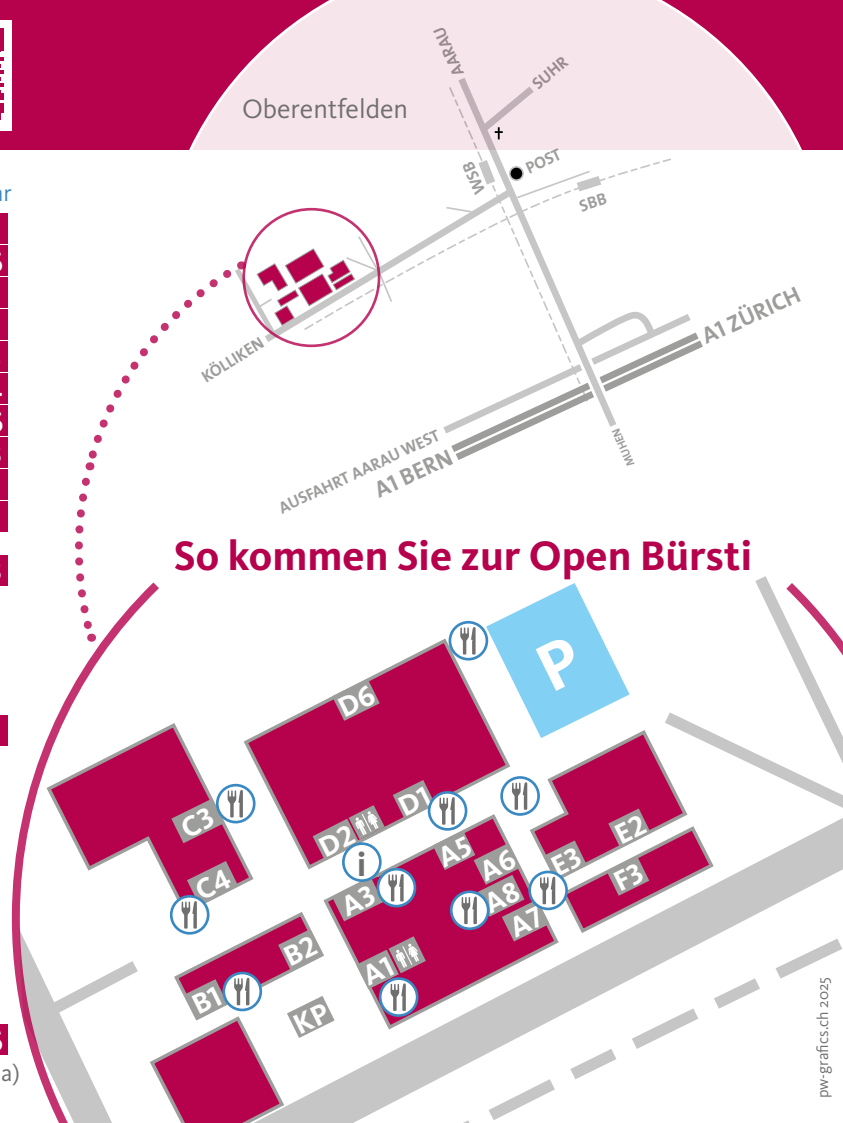 AARAU
SUHR
Oberentfelden
POST
WSB
SBB
A1 ZÜRICH
KÖLLIKEN
MUHEN
AUSFAHRT AARAU WEST
A1 BERN
So kommen Sie zur Open Bürsti
P
D6
C3
D1
D2
i
E2
A5
E3
A6
C4
F3
A3
A8
A7
B2
A1
B1
KP
a)
pw-grafics.ch 2025